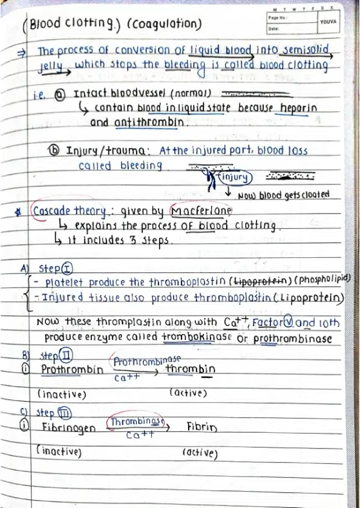 M T W T F S S
Page No.:
YOUVA
Date:
(Blood clotting.) (Coagulation)
→ The process of conversion of liquid blood into semisolid
jelly, which stops the bleeding is called blood clotting
i.e. ⓐ Intact bloodvessel (normal)
↳ contain blood in liquid state because heparin
and antithrombin.
ⓑ Injury/trauma: At the injured part, blood loss
called bleeding
injury
↓ Now blood gets cloated
* Cascade theory: given by Macferlane
↳ explains the process of blood clotting.
↳ it includes 3 steps.
A) Step Ⓘ
- platelet produce the thromboplastin (Lipoprotein) (phospholipid)
- Injured tissue also produce thromboplastin (Lipoprotein)
Now these thromplastin along with Ca++, Factor Ⓥ and 10th
produce enzyme called trombokinase or prothrombinase
B) step II
ⓘ Prothrombin Prothrombinase → thrombin
Ca++
(inactive) (active)
C) step III
ⓘ Fibrinogen Thrombinase → Fibrin
Ca++
(inactive) (active)